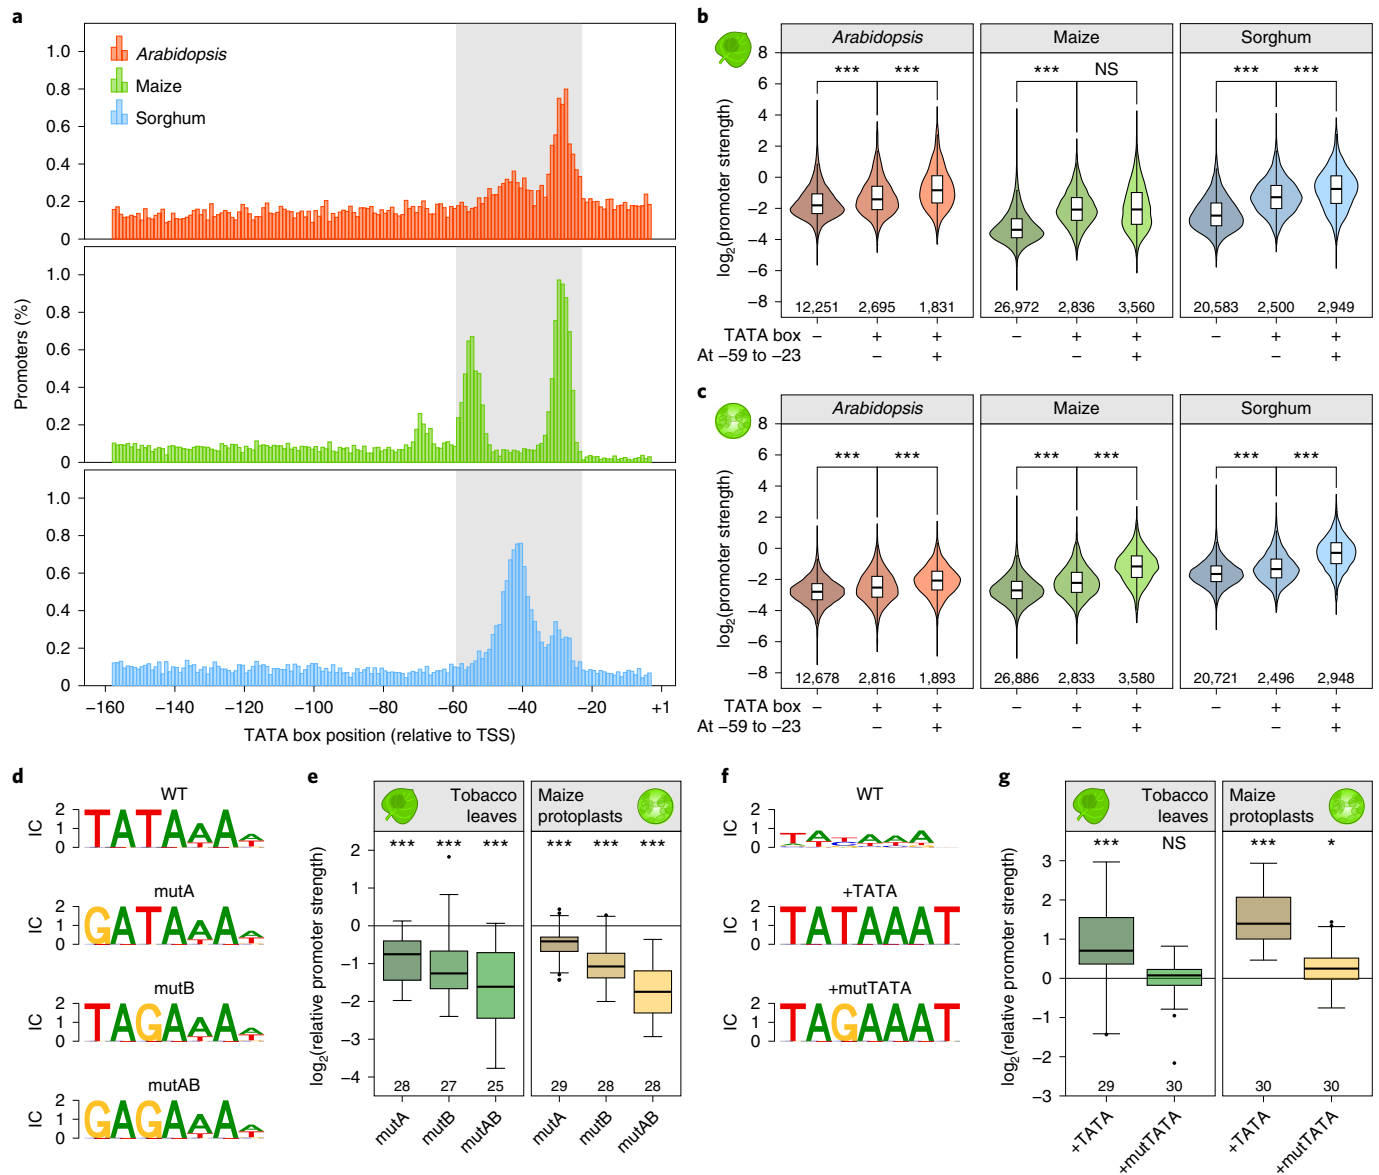 a
1.0
0.8
0.6
0.4
0.2
0
Arabidopsis
Maize
Sorghum
1.0
0.8
0.6
0.4
0.2
0
1.0
0.8
0.6
0.4
0.2
0
Promoters (%)
−160 −140 −120 −100 −80 −60 −40 −20 +1
TATA box position (relative to TSS)
b
Arabidopsis Maize Sorghum
8
6
4
2
0
−2
−4
−6
−8
log2(promoter strength)
*** *** *** NS *** ***
12,251 2,695 1,831 26,972 2,836 3,560 20,583 2,500 2,949
TATA box − + + − + + − + +
At −59 to −23 − + − + − +
c
Arabidopsis Maize Sorghum
8
6
4
2
0
−2
−4
−6
−8
log2(promoter strength)
*** *** *** *** *** ***
12,678 2,816 1,893 26,886 2,833 3,580 20,721 2,496 2,948
TATA box − + + − + + − + +
At −59 to −23 − + − + − +
d
WT
IC
2
1
0
TATAAAA
mutA
IC
2
1
0
GATAAAA
mutB
IC
2
1
0
TAGAAAA
mutAB
IC
2
1
0
GAGAAAA
e
Tobacco leaves
Maize protoplasts
*** *** *** *** *** ***
2
1
0
−1
−2
−3
−4
log2(relative promoter strength)
28 27 25 29 28 28
mutA mutB mutAB mutA mutB mutAB
f
WT
IC
2
1
0
TATAAAA
+TATA
IC
2
1
0
TATAAAT
+mutTATA
IC
2
1
0
TAGAAAT
g
Tobacco leaves
Maize protoplasts
*** NS *** *
3
2
1
0
−1
−2
−3
log2(relative promoter strength)
29 30 30 30
+TATA +mutTATA +TATA +mutTATA